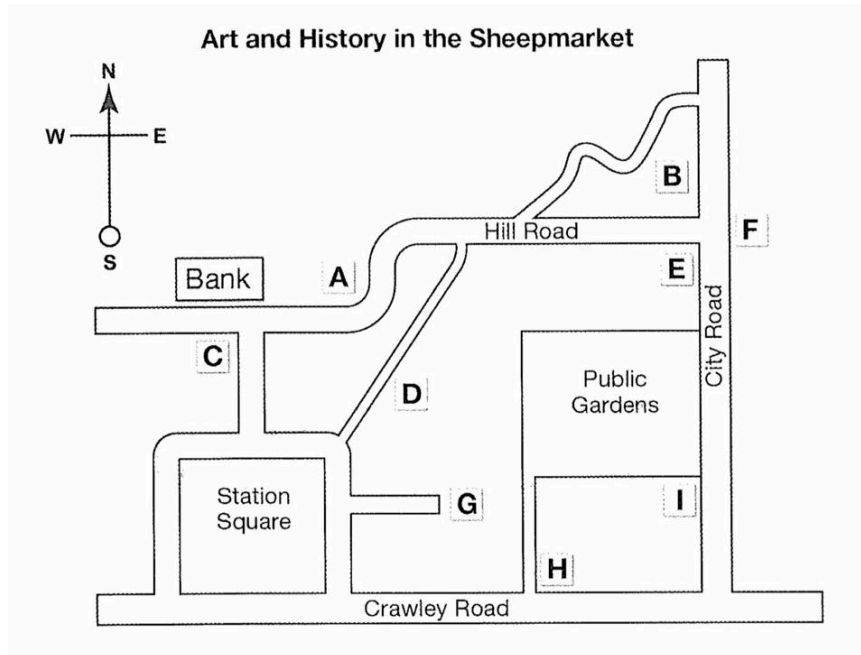 Art and History in the Sheepmarket
N
W E
S
B
F
Hill Road
A
Bank
E
C
City Road
D
Public
Gardens
Station
Square
G
I
H
Crawley Road